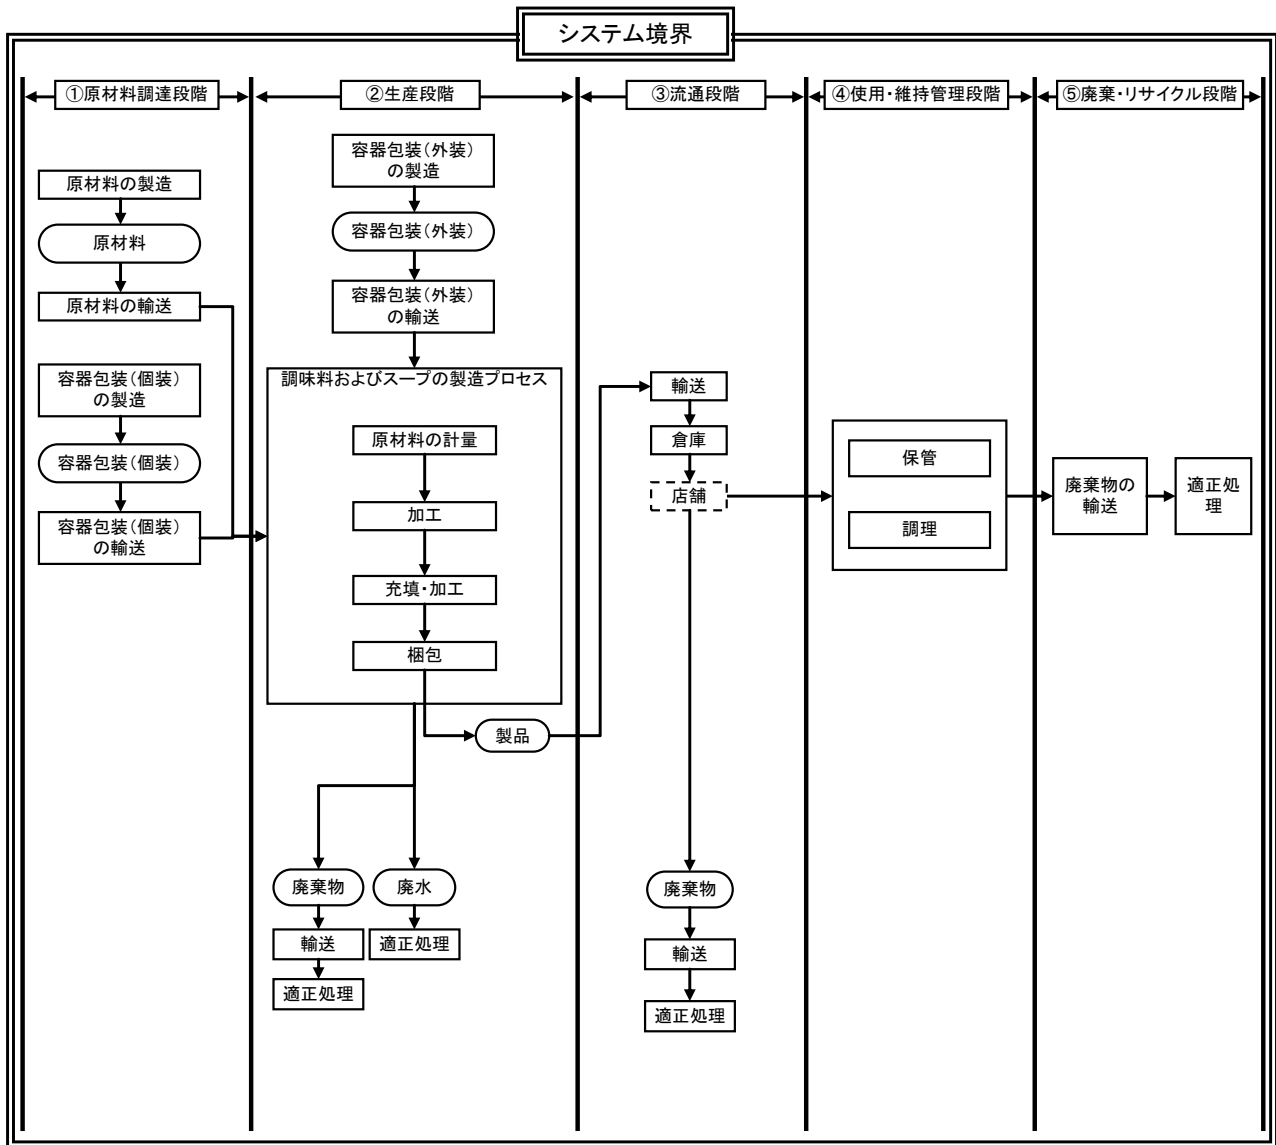 システム境界
①原材料調達段階
②生産段階
③流通段階
④使用・維持管理段階
⑤廃棄・リサイクル段階
原材料の製造
原材料
原材料の輸送
容器包装(個装)
の製造
容器包装(個装)
容器包装(個装)
の輸送
容器包装(外装)
の製造
容器包装(外装)
容器包装(外装)
の輸送
調味料およびスープの製造プロセス
原材料の計量
加工
充填・加工
梱包
製品
廃棄物
廃水
輸送
適正処理
適正処理
輸送
倉庫
店舗
廃棄物
輸送
適正処理
保管
調理
廃棄物の
輸送
適正処
理